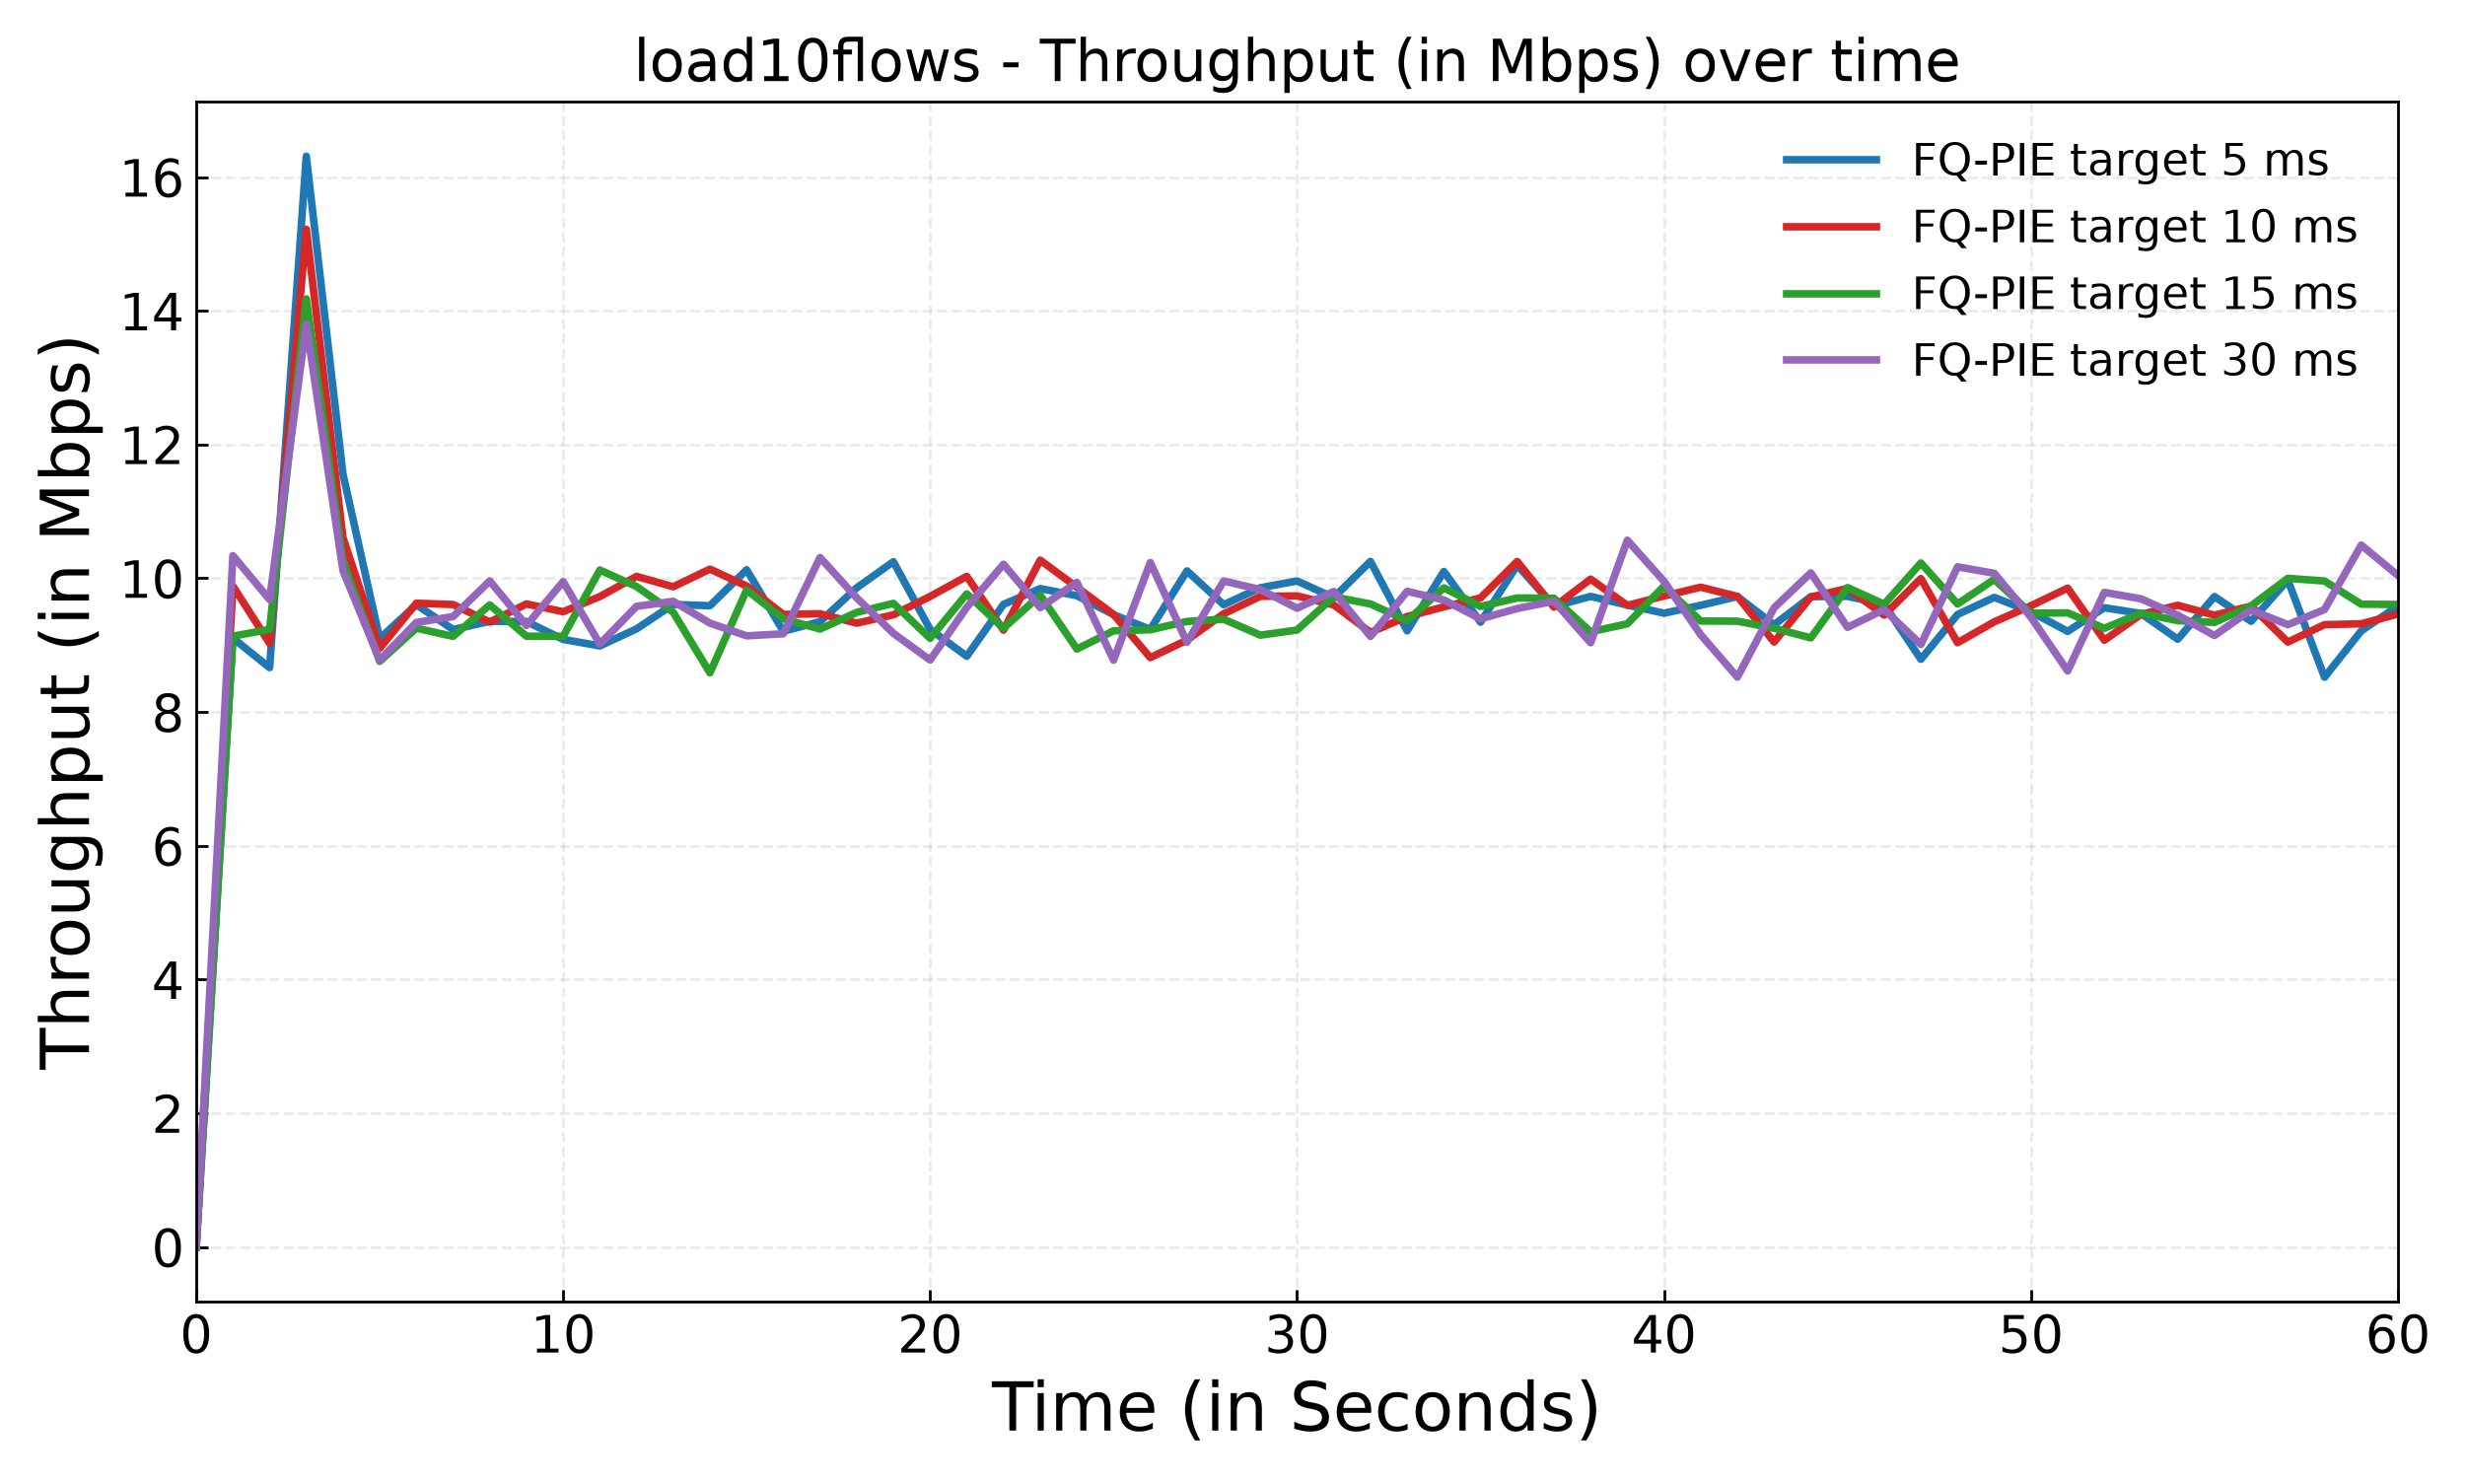 load10flows - Throughput (in Mbps) over time
Throughput (in Mbps)
16
14
12
10
8
6
4
2
0
FQ-PIE target 5 ms
FQ-PIE target 10 ms
FQ-PIE target 15 ms
FQ-PIE target 30 ms
0 10 20 30 40 50 60
Time (in Seconds)